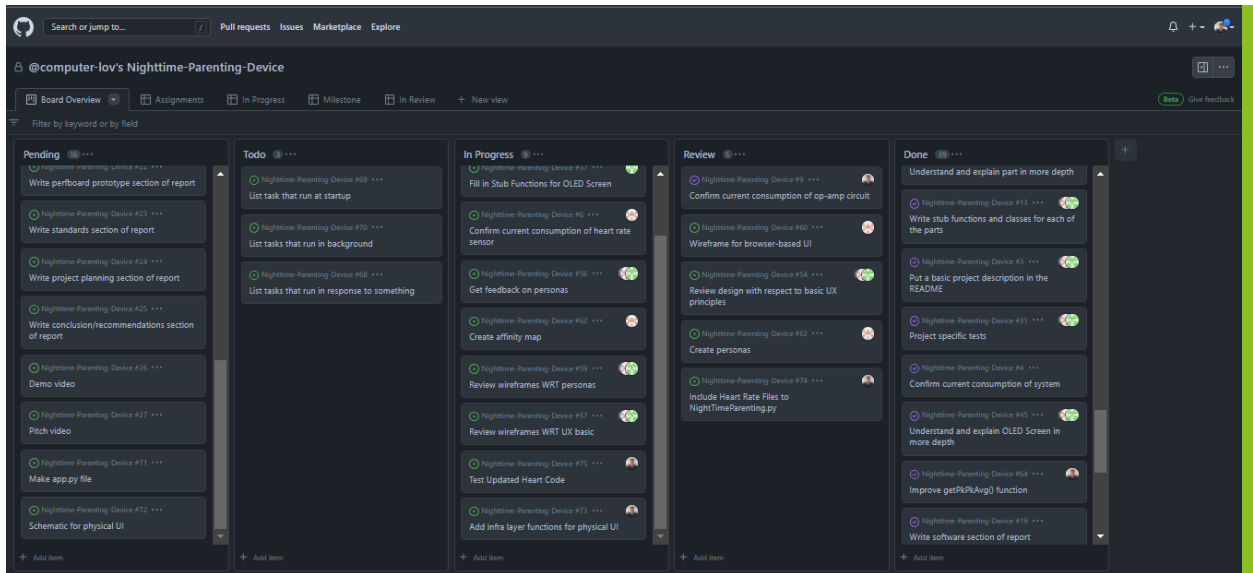 Search or jump to...
/
Pull requests Issues Marketplace Explore
@computer-lov's Nighttime-Parenting-Device
Board Overview
Assignments
In Progress
Milestone
In Review
+ New view
Beta
Give feedback
Filter by keyword or by field
Pending 16 ...
Nighttime-Parenting-Device #22 ...
Write perfboard prototype section of report
Nighttime-Parenting-Device #23 ...
Write standards section of report
Nighttime-Parenting-Device #24 ...
Write project planning section of report
Nighttime-Parenting-Device #25 ...
Write conclusion/recommendations section
of report
Nighttime-Parenting-Device #26 ...
Demo video
Nighttime-Parenting-Device #27 ...
Pitch video
Nighttime-Parenting-Device #71 ...
Make app.py file
Nighttime-Parenting-Device #72 ...
Schematic for physical UI
+ Add item
Todo 3 ...
Nighttime-Parenting-Device #69 ...
List task that run at startup
Nighttime-Parenting-Device #70 ...
List tasks that run in background
Nighttime-Parenting-Device #68 ...
List tasks that run in response to something
+ Add item
In Progress 9 ...
Nighttime-Parenting-Device #37 ...
Fill in Stub Functions for OLED Screen
Nighttime-Parenting-Device #6 ...
Confirm current consumption of heart rate
sensor
Nighttime-Parenting-Device #56 ...
Get feedback on personas
Nighttime-Parenting-Device #62 ...
Create affinity map
Nighttime-Parenting-Device #59 ...
Review wireframes WRT personas
Nighttime-Parenting-Device #57 ...
Review wireframes WRT UX basic
Nighttime-Parenting-Device #75 ...
Test Updated Heart Code
Nighttime-Parenting-Device #73 ...
Add infra layer functions for physical UI
+ Add item
Review 5 ...
Nighttime-Parenting-Device #9 ...
Confirm current consumption of op-amp circuit
Nighttime-Parenting-Device #60 ...
Wireframe for browser-based UI
Nighttime-Parenting-Device #54 ...
Review design with respect to basic UX
principles
Nighttime-Parenting-Device #63 ...
Create personas
Nighttime-Parenting-Device #74 ...
Include Heart Rate Files to
NightTimeParenting.py
+ Add item
Done 39 ...
Understand and explain part in more depth
Nighttime-Parenting-Device #13 ...
Write stub functions and classes for each of
the parts
Nighttime-Parenting-Device #3 ...
Put a basic project description in the
README
Nighttime-Parenting-Device #31 ...
Project specific tests
Nighttime-Parenting-Device #4 ...
Confirm current consumption of system
Nighttime-Parenting-Device #45 ...
Understand and explain OLED Screen in
more depth
Nighttime-Parenting-Device #64 ...
Improve getPkPkAvg() function
Nighttime-Parenting-Device #19 ...
Write software section of report
+ Add item